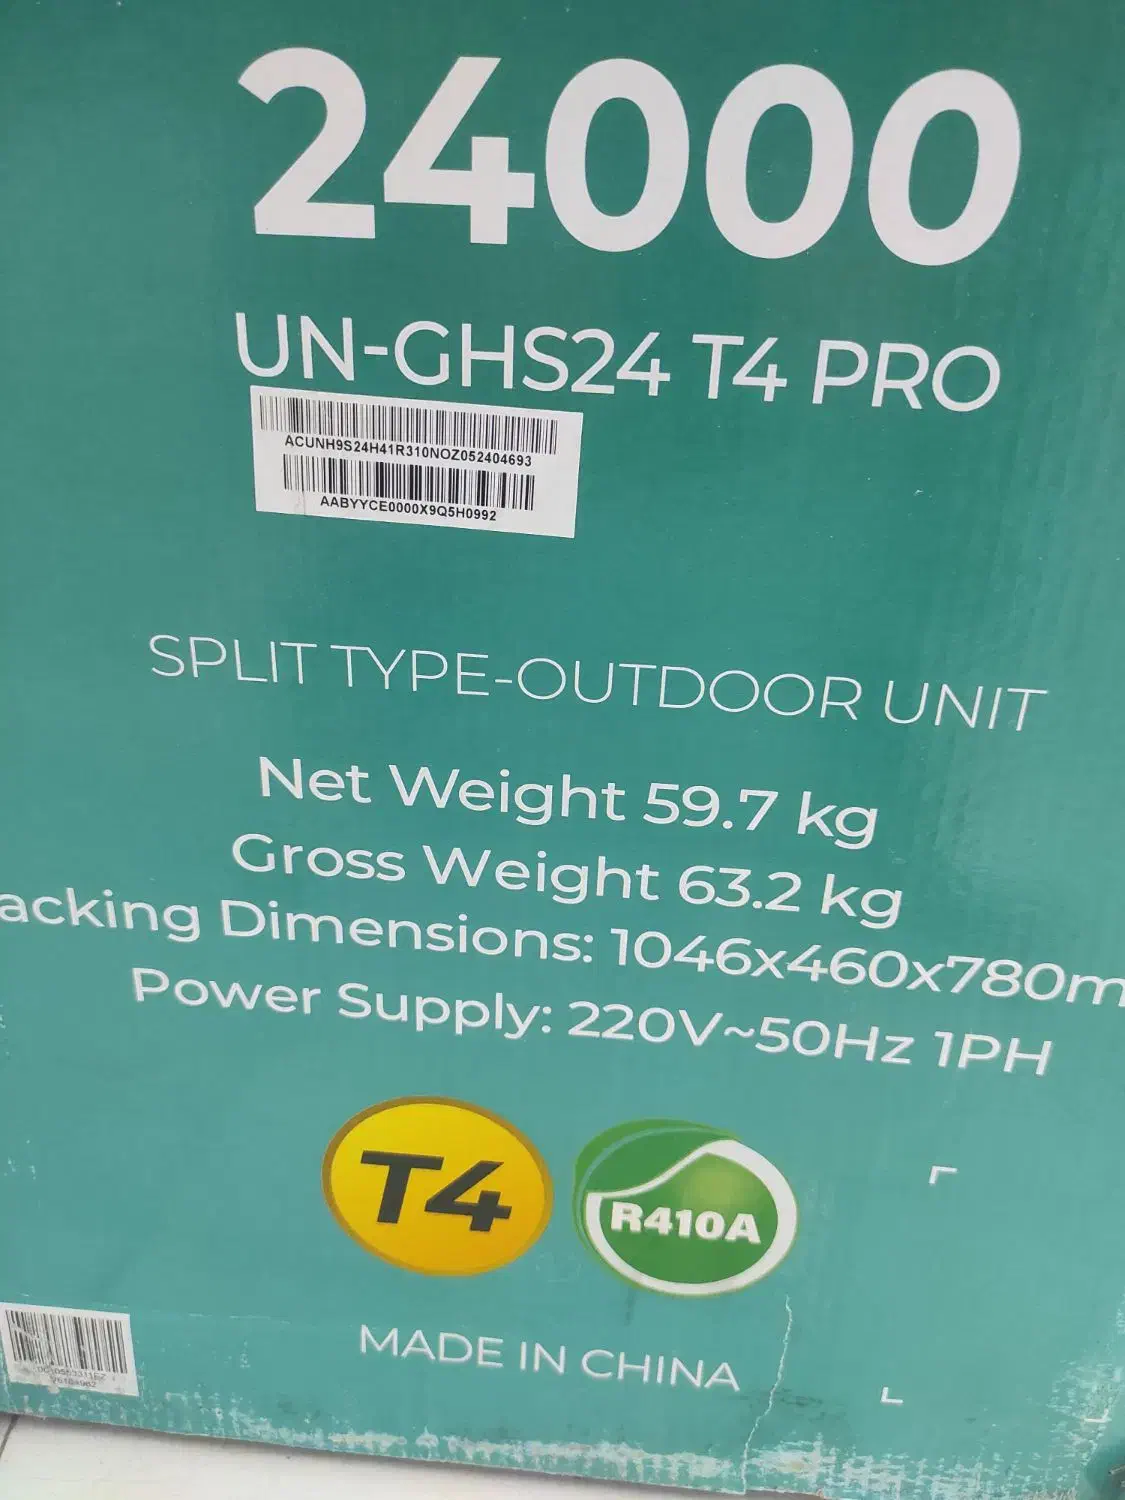 24000
UN-GHS24 T4 PRO
ACUNH9S24H41R310NOZ052404693
AABYYCE0000X9Q5H0992
SPLIT TYPE-OUTDOOR UNIT
Net Weight 59.7 kg
Gross Weight 63.2 kg
acking Dimensions: 1046x460x780m
Power Supply: 220V~50Hz 1PH
T4
R410A
MADE IN CHINA